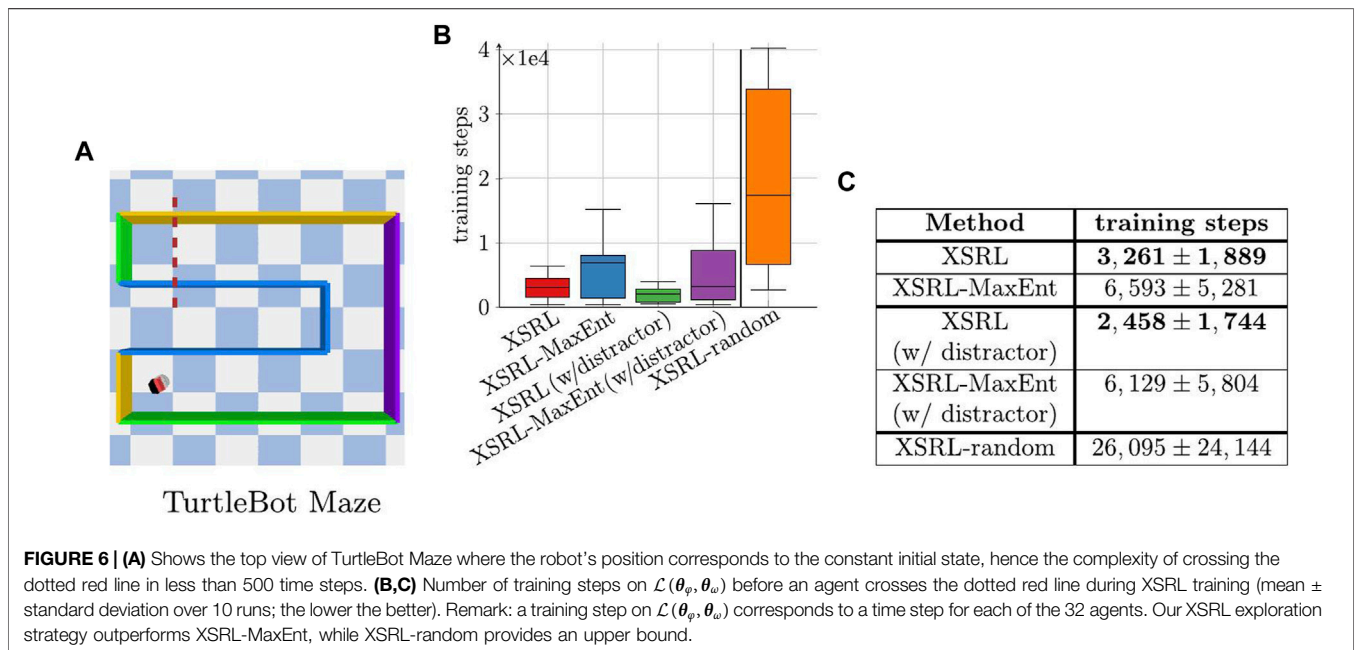 A
TurtleBot Maze
B
×1e4
4
3
2
1
0
training steps
XSRL
XSRL-MaxEnt
XSRL(w/distractor)
XSRL-MaxEnt(w/distractor)
XSRL-random
C
Method training steps
XSRL 3, 261 ± 1, 889
XSRL-MaxEnt 6, 593 ± 5, 281
XSRL 2, 458 ± 1, 744
(w/ distractor)
XSRL-MaxEnt 6, 129 ± 5, 804
(w/ distractor)
XSRL-random 26, 095 ± 24, 144
FIGURE 6 | (A) Shows the top view of TurtleBot Maze where the robot's position corresponds to the constant initial state, hence the complexity of crossing the
dotted red line in less than 500 time steps. (B,C) Number of training steps on ℒ(θφ, θω) before an agent crosses the dotted red line during XSRL training (mean ±
standard deviation over 10 runs; the lower the better). Remark: a training step on ℒ(θφ, θω) corresponds to a time step for each of the 32 agents. Our XSRL exploration
strategy outperforms XSRL-MaxEnt, while XSRL-random provides an upper bound.